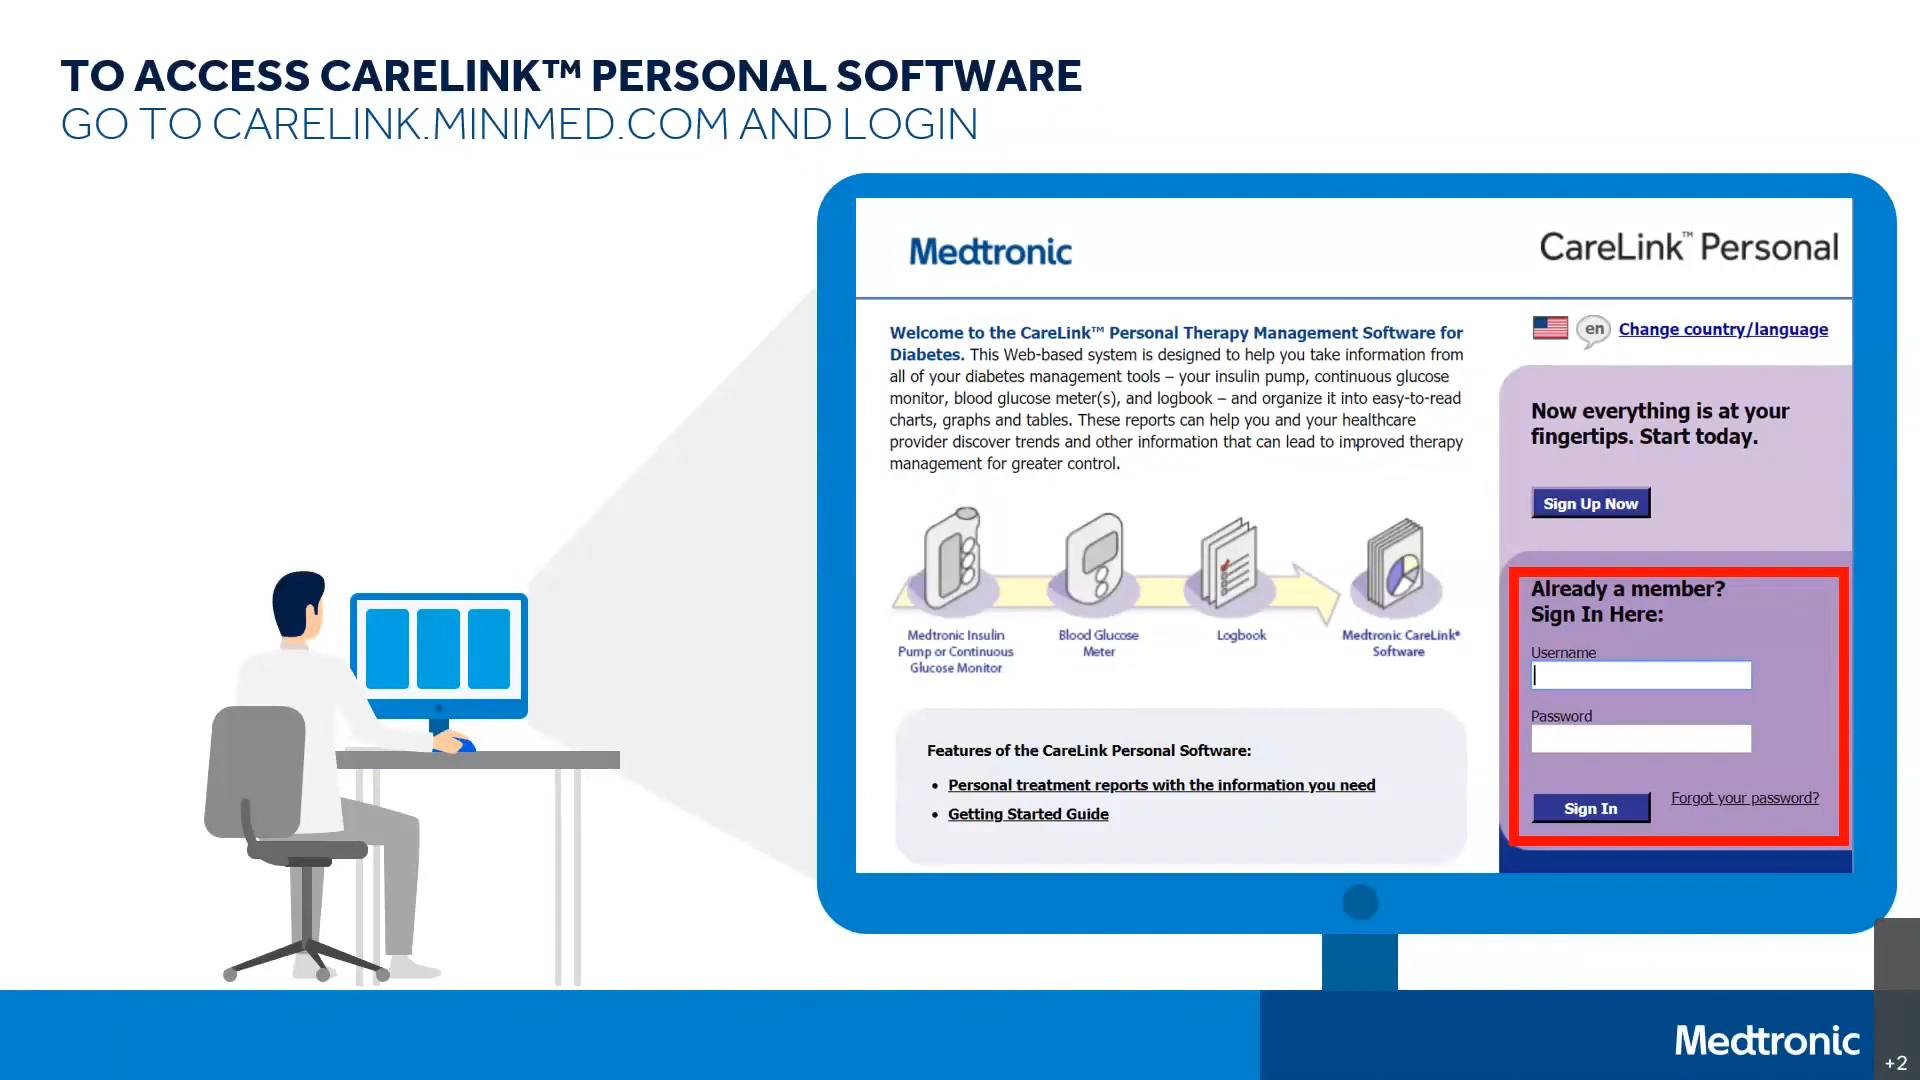 TO ACCESS CARELINK™ PERSONAL SOFTWARE
GO TO CARELINK.MINIMED.COM AND LOGIN
Medtronic
CareLink™ Personal
Welcome to the CareLink™ Personal Therapy Management Software for
Diabetes. This Web-based system is designed to help you take information from
all of your diabetes management tools – your insulin pump, continuous glucose
monitor, blood glucose meter(s), and logbook – and organize it into easy-to-read
charts, graphs and tables. These reports can help you and your healthcare
provider discover trends and other information that can lead to improved therapy
management for greater control.
Medtronic Insulin
Pump or Continuous
Glucose Monitor
Blood Glucose
Meter
Logbook
Medtronic CareLink®
Software
Features of the CareLink Personal Software:
• Personal treatment reports with the information you need
• Getting Started Guide
en
Change country/language
Now everything is at your
fingertips. Start today.
Sign Up Now
Already a member?
Sign In Here:
Username
Password
Sign In
Forgot your password?
Medtronic
+2